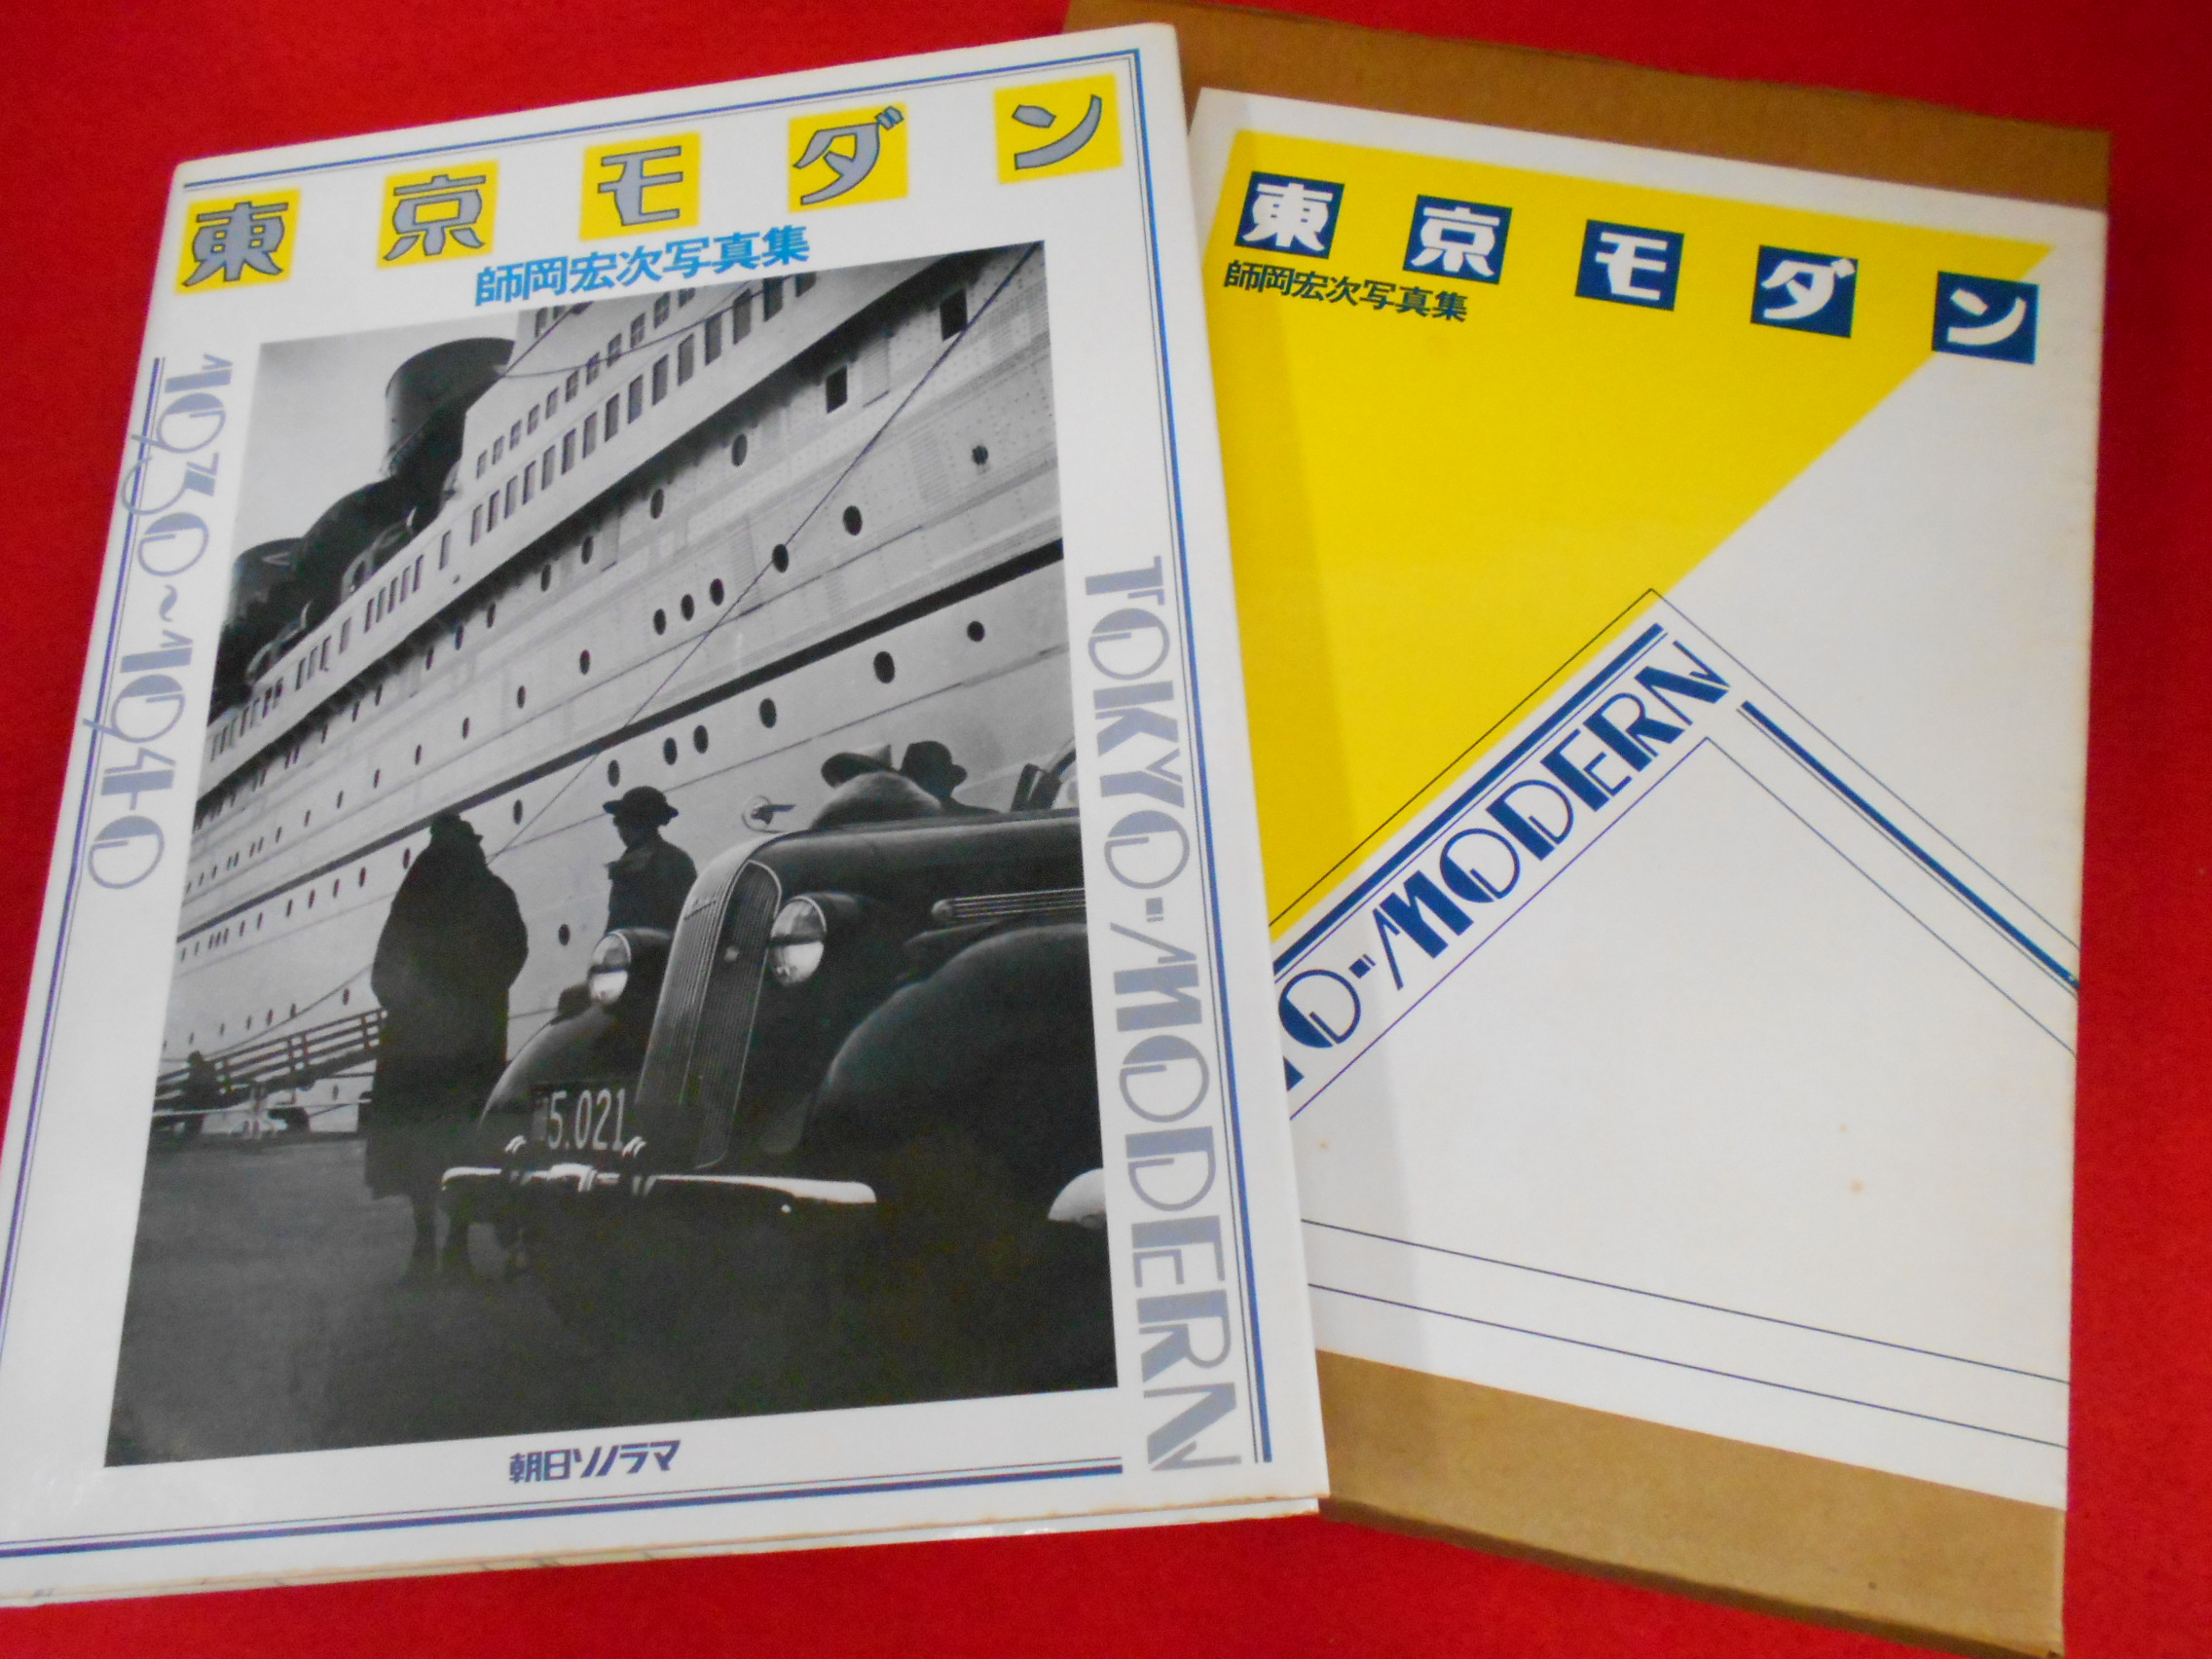 東京モダン
師岡宏次写真集
1930~1940
TOKYO・MODERN
5.021
朝日ソノラマ
東京モダン
師岡宏次写真集
YO・MODERN